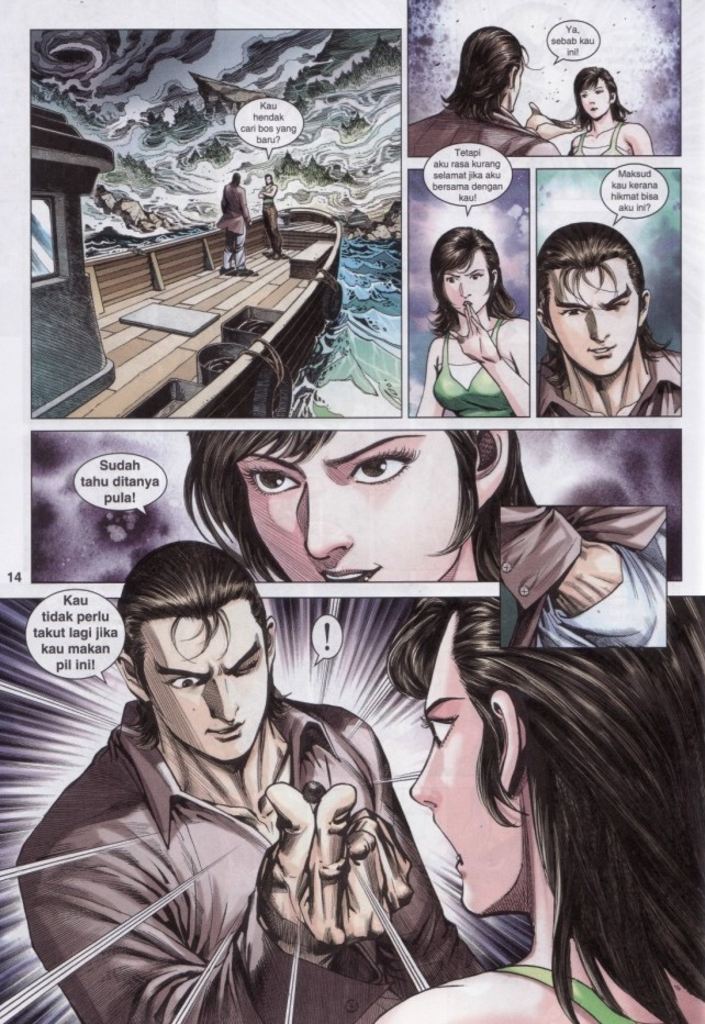 Kau
hendak
cari bos yang
baru?
Ya,
sebab kau
ini!
Tetapi
aku rasa kurang
selamat jika aku
bersama dengan
kau!
Maksud
kau kerana
hikmat bisa
aku ini?
Sudah
tahu ditanya
pula!
14
Kau
tidak perlu
takut lagi jika
kau makan
pil ini!
!